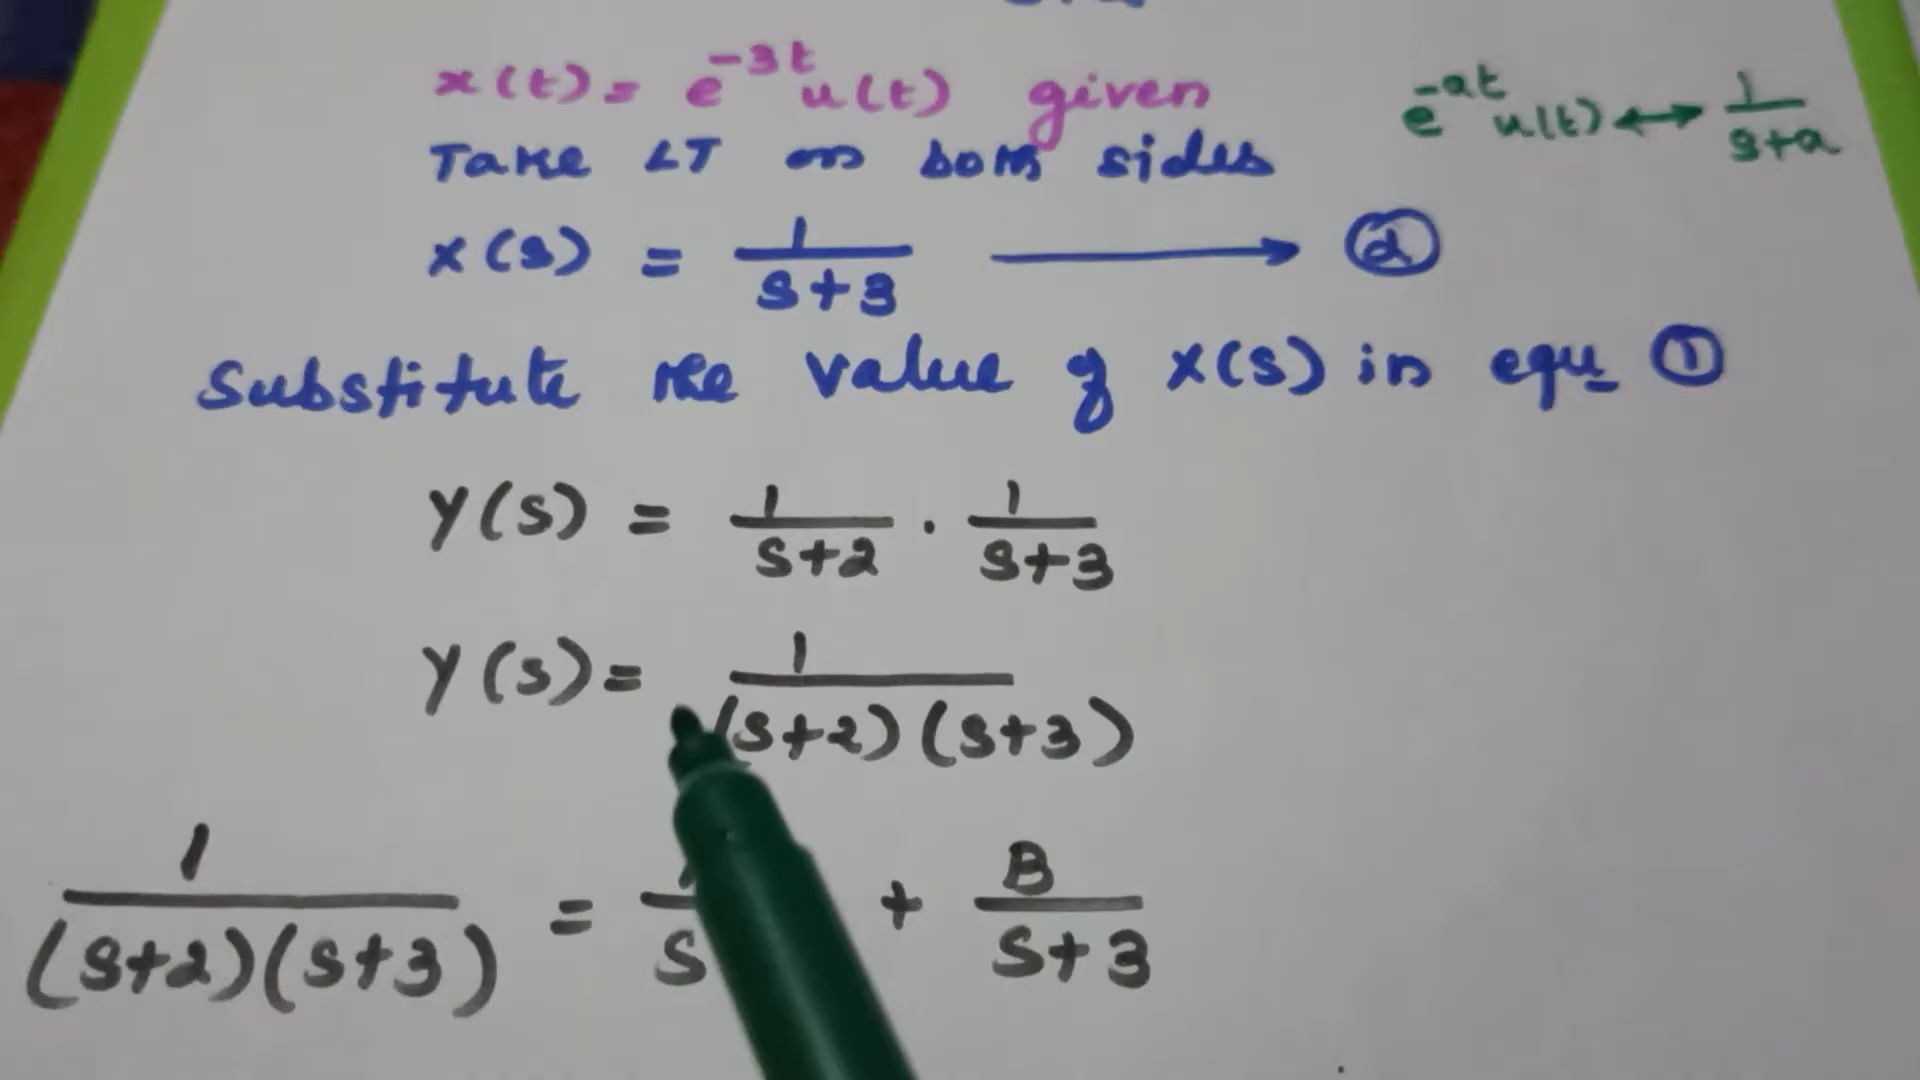 x(t) = e^{-3t} u(t) given
e^{-at} u(t) ↔ 1/(s+a)
Take LT on both sides
X(s) = 1/(s+3) → ②
Substitute the value of X(s) in equ ①
Y(s) = 1/(s+2) · 1/(s+3)
Y(s) = 1/((s+2)(s+3))
1/((s+2)(s+3)) = /s + B/(s+3)